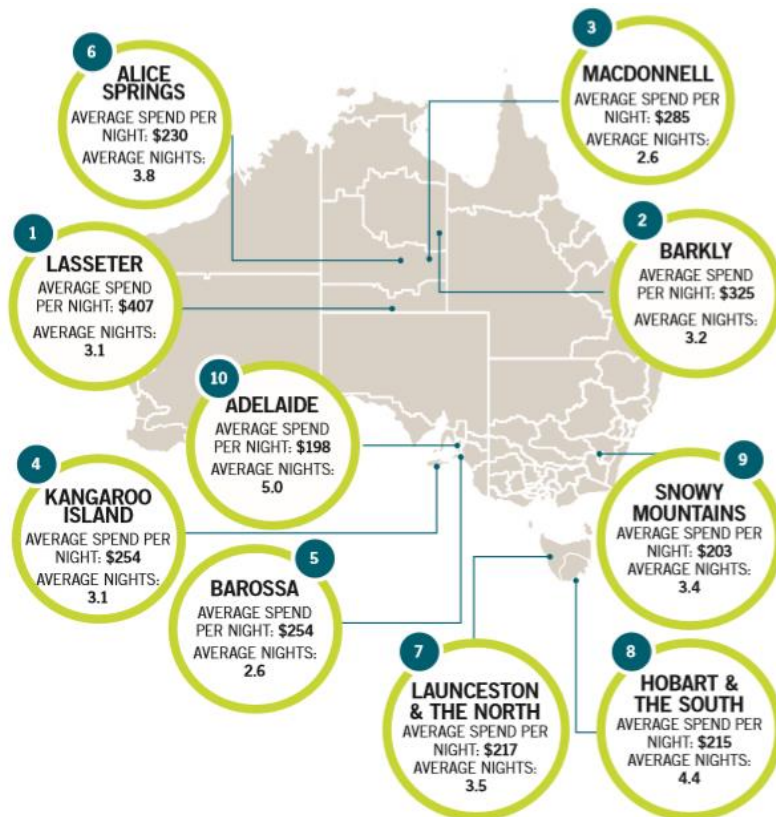 6
ALICE
SPRINGS
AVERAGE SPEND PER
NIGHT: $230
AVERAGE NIGHTS:
3.8
3
MACDONNELL
AVERAGE SPEND PER
NIGHT: $285
AVERAGE NIGHTS:
2.6
1
LASSETER
AVERAGE SPEND
PER NIGHT: $407
AVERAGE NIGHTS:
3.1
2
BARKLY
AVERAGE SPEND
PER NIGHT: $325
AVERAGE NIGHTS:
3.2
10
ADELAIDE
AVERAGE SPEND
PER NIGHT: $198
AVERAGE NIGHTS:
5.0
4
KANGAROO
ISLAND
AVERAGE SPEND PER
NIGHT: $254
AVERAGE NIGHTS:
3.1
9
SNOWY
MOUNTAINS
AVERAGE SPEND PER
NIGHT: $203
AVERAGE NIGHTS:
3.4
5
BAROSSA
AVERAGE SPEND
PER NIGHT: $254
AVERAGE NIGHTS:
2.6
7
LAUNCESTON
& THE NORTH
AVERAGE SPEND PER
NIGHT: $217
AVERAGE NIGHTS:
3.5
8
HOBART &
THE SOUTH
AVERAGE SPEND PER
NIGHT: $215
AVERAGE NIGHTS:
4.4